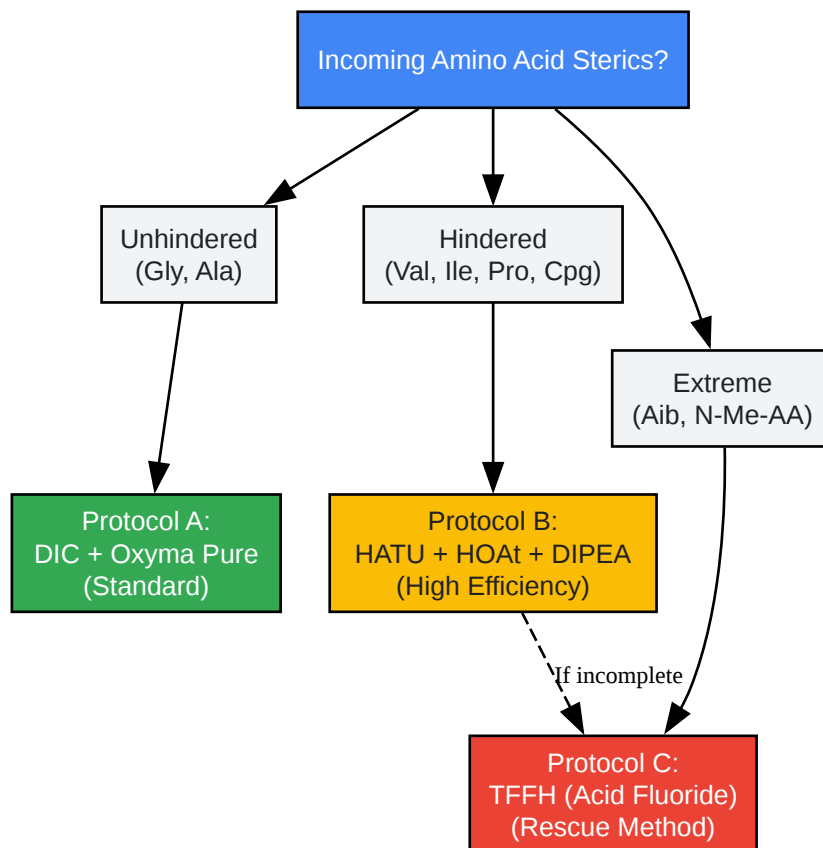 Incoming Amino Acid Sterics?
Unhindered
(Gly, Ala)
Hindered
(Val, Ile, Pro, Cpg)
Extreme
(Aib, N-Me-AA)
Protocol A:
DIC + Oxyma Pure
(Standard)
Protocol B:
HATU + HOAt + DIPEA
(High Efficiency)
If incomplete
Protocol C:
TFFH (Acid Fluoride)
(Rescue Method)